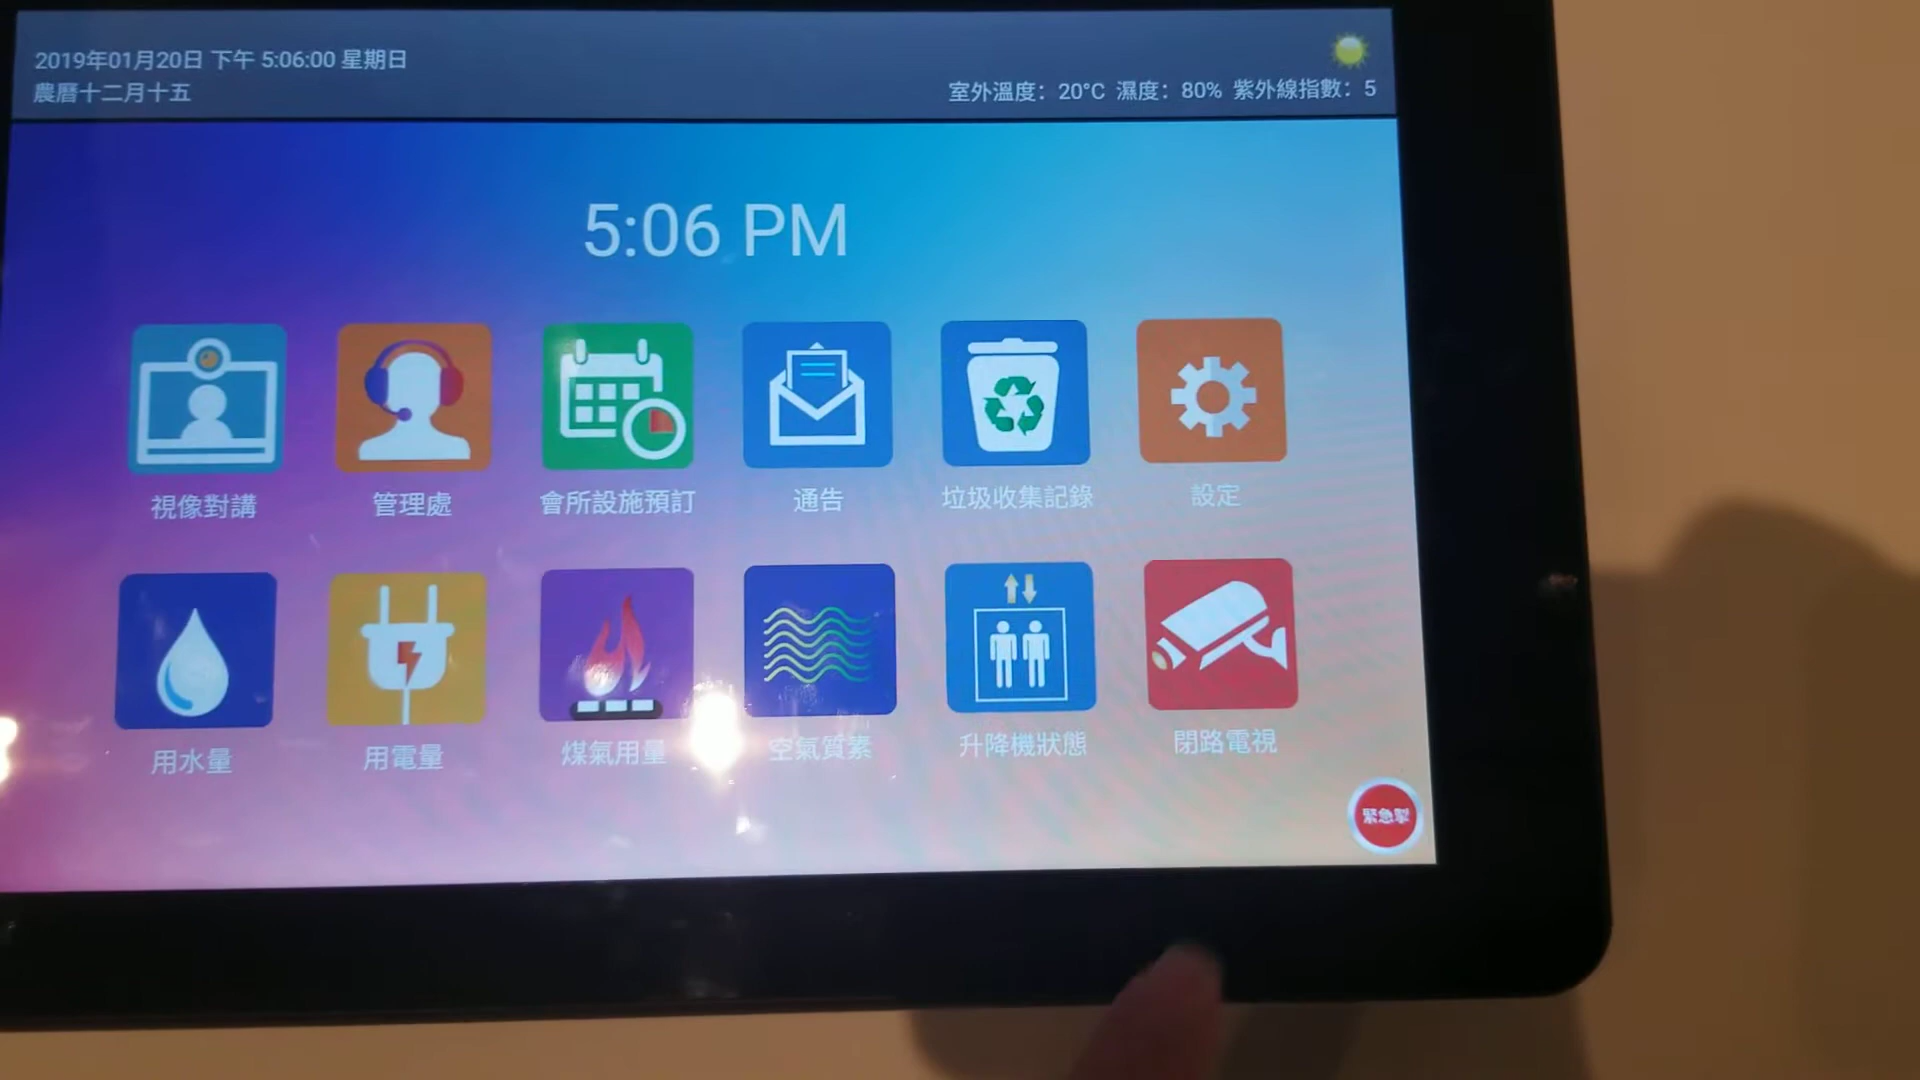 2019年01月20日 下午 5:06:00 星期日
農曆十二月十五
室外溫度：20°C 濕度：80% 紫外線指數：5
5:06 PM
視像對講
管理處
會所設施預訂
通告
垃圾收集記錄
設定
用水量
用電量
煤氣用量
空氣質素
升降機狀態
閉路電視
緊急掣